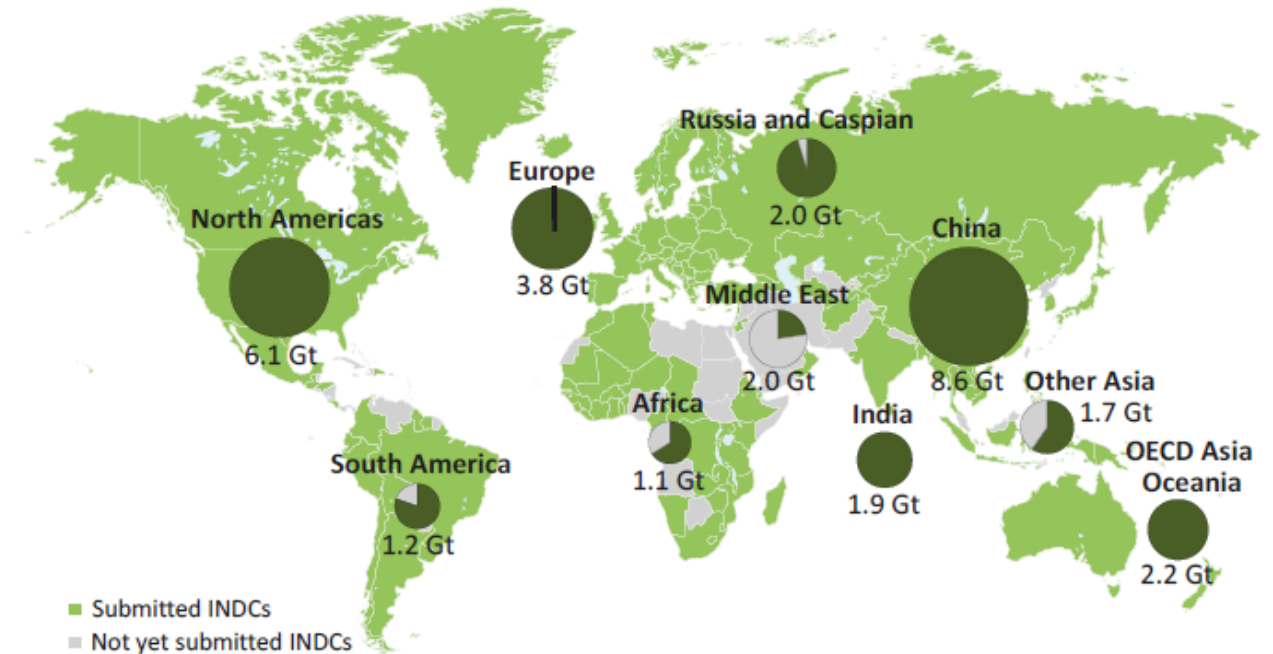 Russia and Caspian
2.0 Gt
Europe
3.8 Gt
North Americas
6.1 Gt
China
8.6 Gt
Middle East
2.0 Gt
Other Asia
1.7 Gt
Africa
1.1 Gt
India
1.9 Gt
OECD Asia
Oceania
2.2 Gt
South America
1.2 Gt
Submitted INDCs
Not yet submitted INDCs